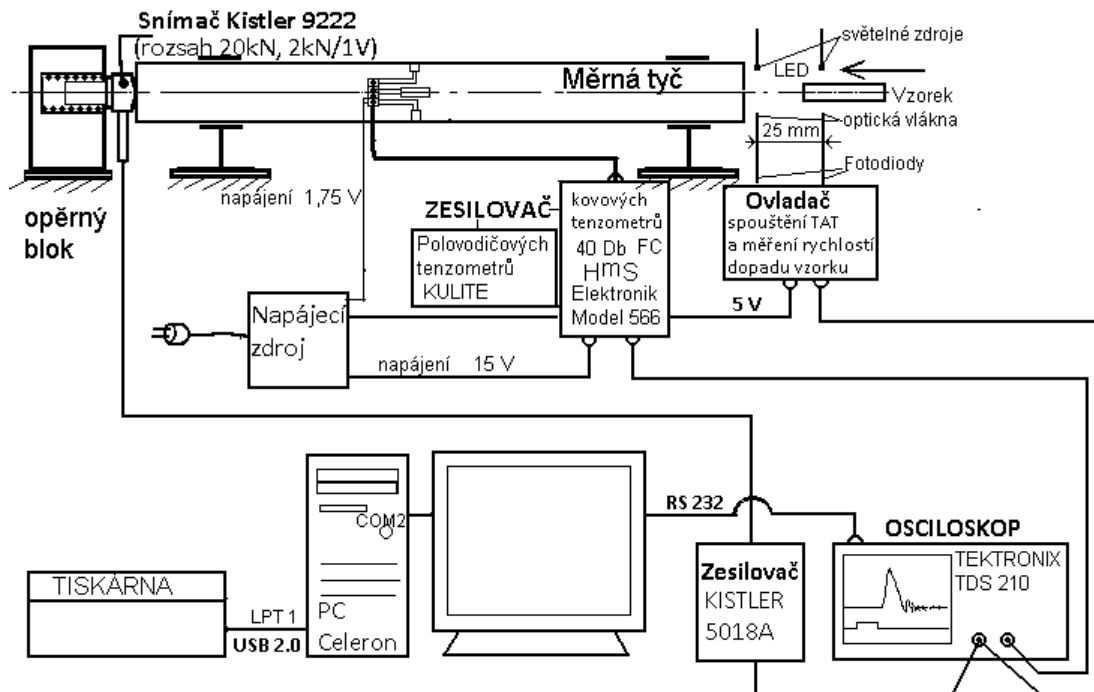 Snímač Kistler 9222
(rozsah 20kN, 2kN/1V)
Měrná tyč
světelné zdroje
LED
Vzorek
optická vlákna
25 mm
Fotodiody
opěrný
blok
napájení 1,75 V
ZESILOVAČ
Polovodičových
tenzometrů
KULITE
kovových
tenzometrů
40 Db FC
HmS
Elektronik
Model 566
Ovladač
spouštění TAT
a měření rychlostí
dopadu vzorku
5 V
Napájecí
zdroj
napájení 15 V
COM2
PC
Celeron
TISKÁRNA
LPT 1
USB 2.0
RS 232
Zesilovač
KISTLER
5018A
OSCILOSKOP
TEKTRONIX
TDS 210